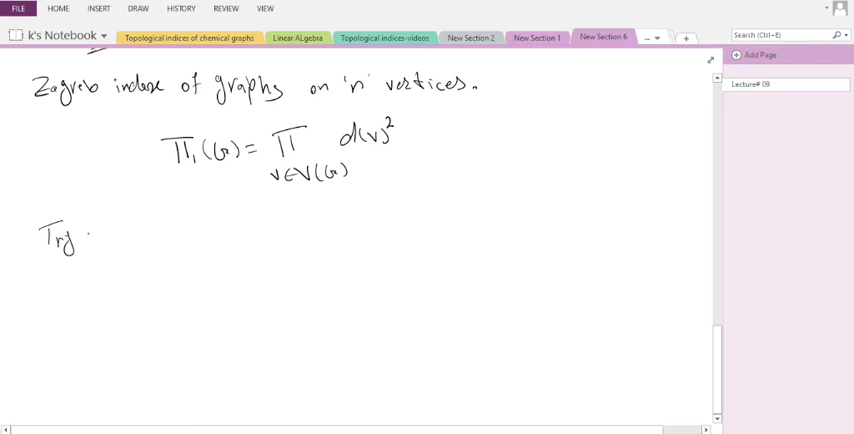 FILE HOME INSERT DRAW HISTORY REVIEW VIEW
k's Notebook Topological indices of chemical graphs Linear ALgebra Topological indices-videos New Section 2 New Section 1 New Section 6 Search (Ctrl+E)
Add Page
Lecture# 09
Zagreb index of graphs on 'n' vertices.
Π₁(G) = Π d(v)²
v∈V(G)
Try